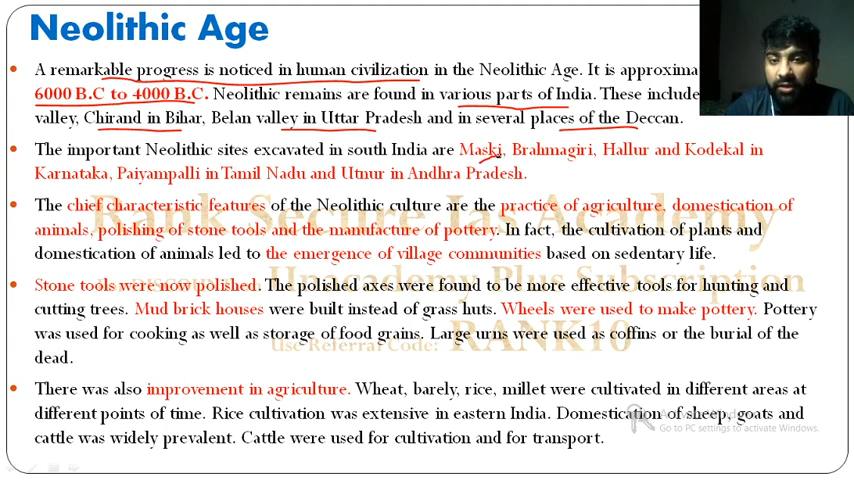 Neolithic Age
• A remarkable progress is noticed in human civilization in the Neolithic Age. It is approxima
6000 B.C to 4000 B.C. Neolithic remains are found in various parts of India. These include
valley, Chirand in Bihar, Belan valley in Uttar Pradesh and in several places of the Deccan.
• The important Neolithic sites excavated in south India are Maski, Brahmagiri, Hallur and Kodekal in
Karnataka, Paiyampalli in Tamil Nadu and Utnur in Andhra Pradesh.
• The chief characteristic features of the Neolithic culture are the practice of agriculture, domestication of
animals, polishing of stone tools and the manufacture of pottery. In fact, the cultivation of plants and
domestication of animals led to the emergence of village communities based on sedentary life.
• Stone tools were now polished. The polished axes were found to be more effective tools for hunting and
cutting trees. Mud brick houses were built instead of grass huts. Wheels were used to make pottery. Pottery
was used for cooking as well as storage of food grains. Large urns were used as coffins or the burial of the
dead.
• There was also improvement in agriculture. Wheat, barely, rice, millet were cultivated in different areas at
different points of time. Rice cultivation was extensive in eastern India. Domestication of sheep, goats and
cattle was widely prevalent. Cattle were used for cultivation and for transport.
Rank Secure Ias Academy
Unacademy Plus Subscription
Use Referral Code: RANK10
Go to PC settings to activate Windows.